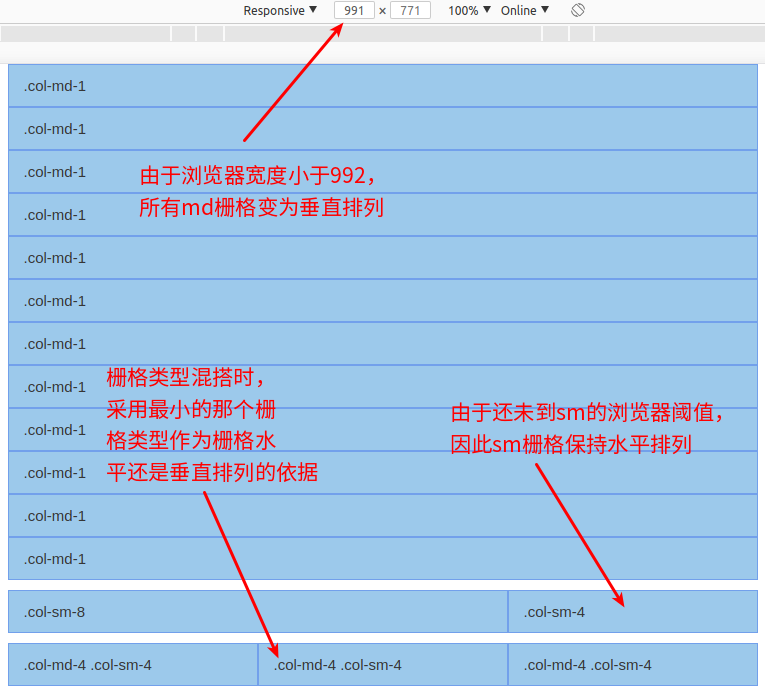 Responsive ▼ 991 × 771 100% ▼ Online ▼
.col-md-1
.col-md-1
.col-md-1
由于浏览器宽度小于992，
所有md栅格变为垂直排列
.col-md-1
.col-md-1
.col-md-1
.col-md-1
.col-md-1
.col-md-1
.col-md-1
栅格类型混搭时，
采用最小的那个栅
格类型作为栅格水
平还是垂直排列的依据
由于还未到sm的浏览器阈值，
因此sm栅格保持水平排列
.col-md-1
.col-md-1
.col-sm-8 .col-sm-4
.col-md-4 .col-sm-4 .col-md-4 .col-sm-4 .col-md-4 .col-sm-4